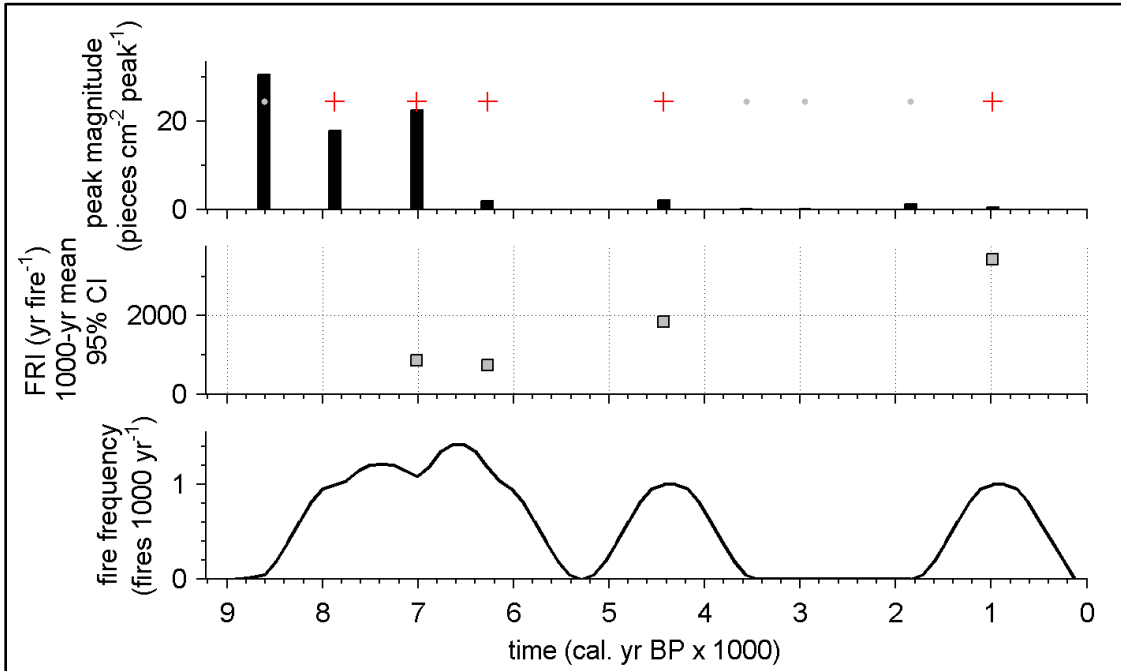 peak magnitude
(pieces cm⁻² peak⁻¹)
20
0
FRI (yr fire⁻¹)
1000-yr mean
95% CI
2000
0
fire frequency
(fires 1000 yr⁻¹)
1
0
9 8 7 6 5 4 3 2 1 0
time (cal. yr BP x 1000)